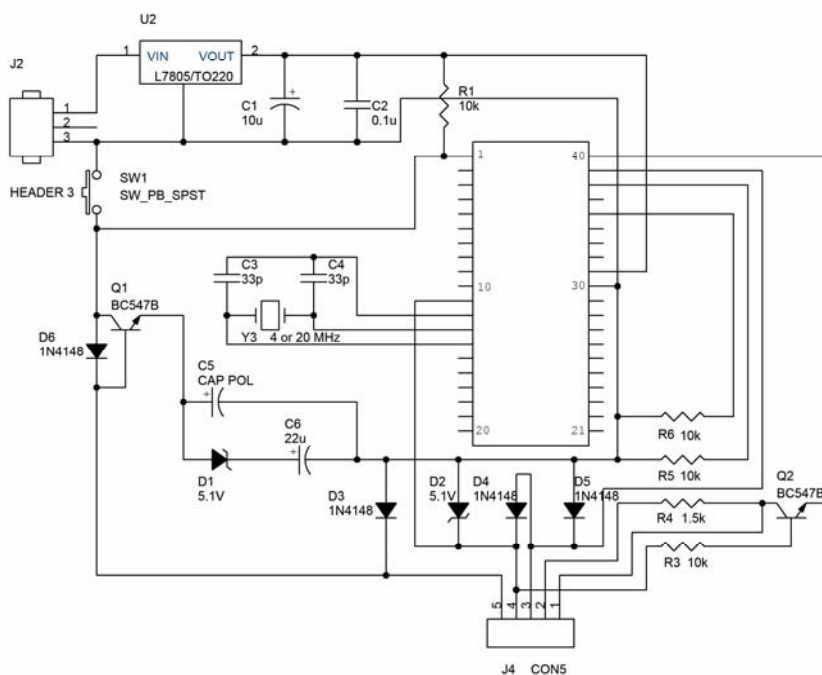 U2
J2
1
VIN
VOUT
2
L7805/TO220
1
2
3
C1
10u
+
C2
0.1u
R1
10k
HEADER 3
SW1
SW_PB_SPST
1
40
C3
33p
C4
33p
10
30
Q1
BC547B
Y3
4 or 20 MHz
D6
1N4148
C5
CAP POL
+
20
21
C6
22u
+
R6
10k
D1
5.1V
D3
1N4148
D2
5.1V
D4
1N4148
D5
1N4148
R5
10k
Q2
BC547B
R4
1.5k
R3
10k
5
4
3
2
1
J4
CON5